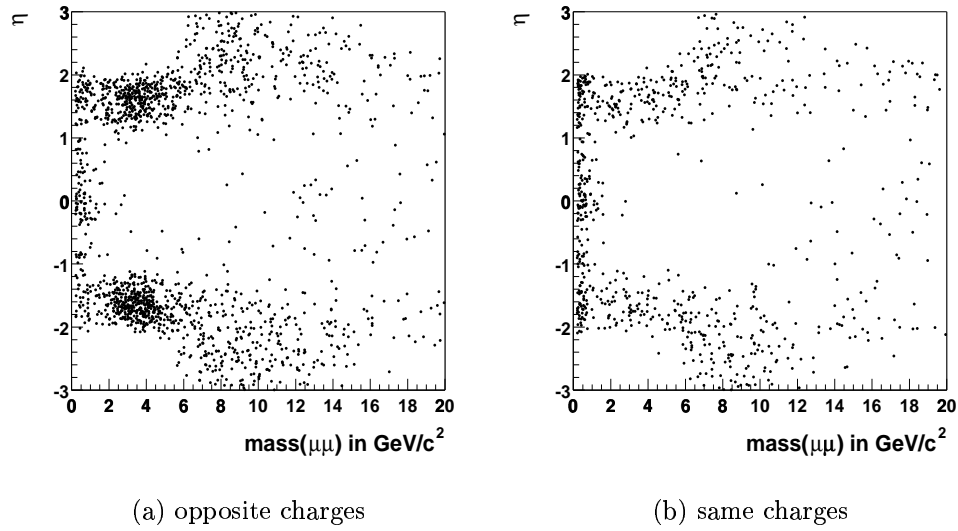 η
3
2
1
0
-1
-2
-3
0 2 4 6 8 10 12 14 16 18 20
mass(μμ) in GeV/c²
(a) opposite charges
η
3
2
1
0
-1
-2
-3
0 2 4 6 8 10 12 14 16 18 20
mass(μμ) in GeV/c²
(b) same charges